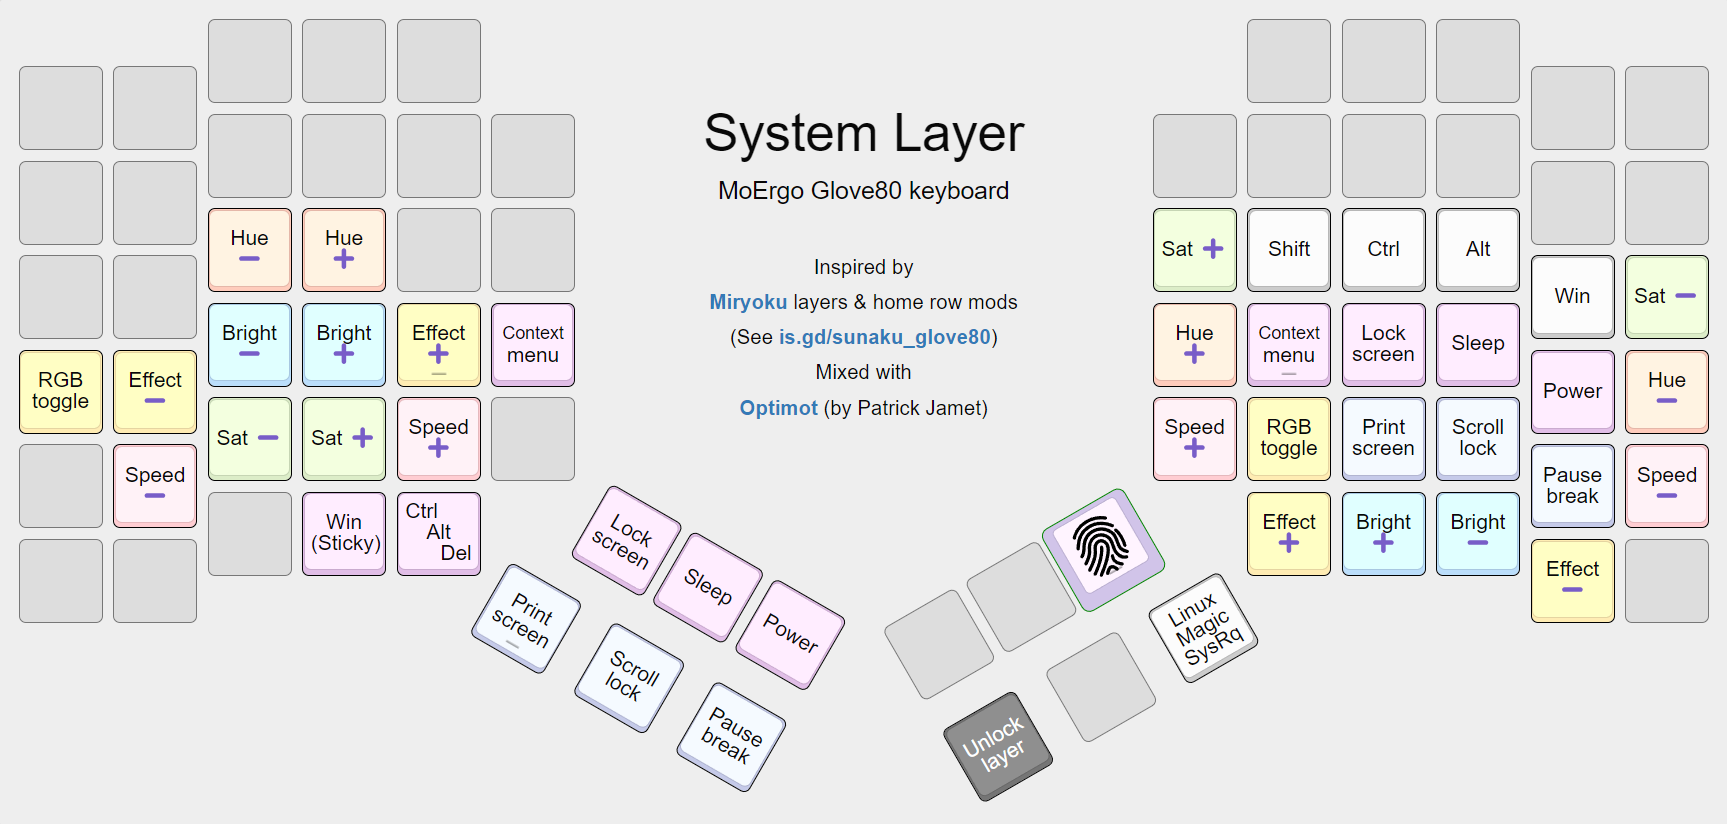 System Layer
MoErgo Glove80 keyboard
Inspired by
Miryoku layers & home row mods
(See is.gd/sunaku_glove80)
Mixed with
Optimot (by Patrick Jamet)
Hue
−
Hue
+
Bright
−
Bright
+
Effect
+
Context
menu
RGB
toggle
Effect
−
Sat −
Sat +
Speed
+
Speed
−
Win
(Sticky)
Ctrl
Alt
Del
Lock
screen
Sleep
Power
Print
screen
Scroll
lock
Pause
break
Sat +
Shift
Ctrl
Alt
Win
Sat −
Hue
+
Context
menu
Lock
screen
Sleep
Power
Hue
−
Speed
+
RGB
toggle
Print
screen
Scroll
lock
Pause
break
Speed
−
Effect
+
Bright
+
Bright
−
Effect
−
Linux
Magic
SysRq
Unlock
layer